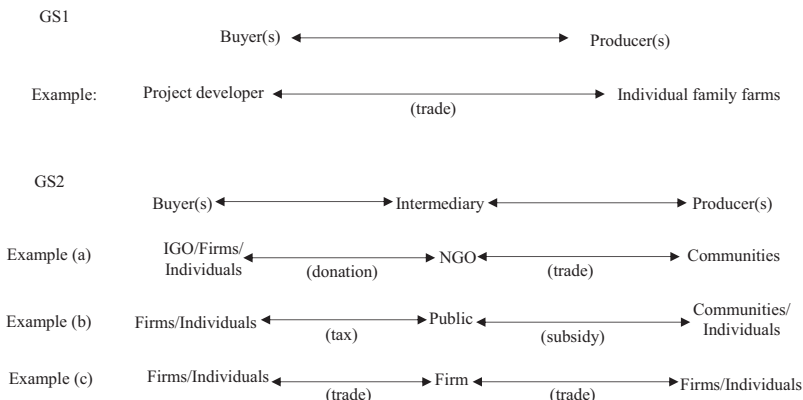 GS1
Buyer(s) Producer(s)
Example: Project developer (trade) Individual family farms
GS2
Buyer(s) Intermediary Producer(s)
Example (a) IGO/Firms/
Individuals (donation) NGO (trade) Communities
Example (b) Firms/Individuals (tax) Public (subsidy) Communities/
Individuals
Example (c) Firms/Individuals (trade) Firm (trade) Firms/Individuals